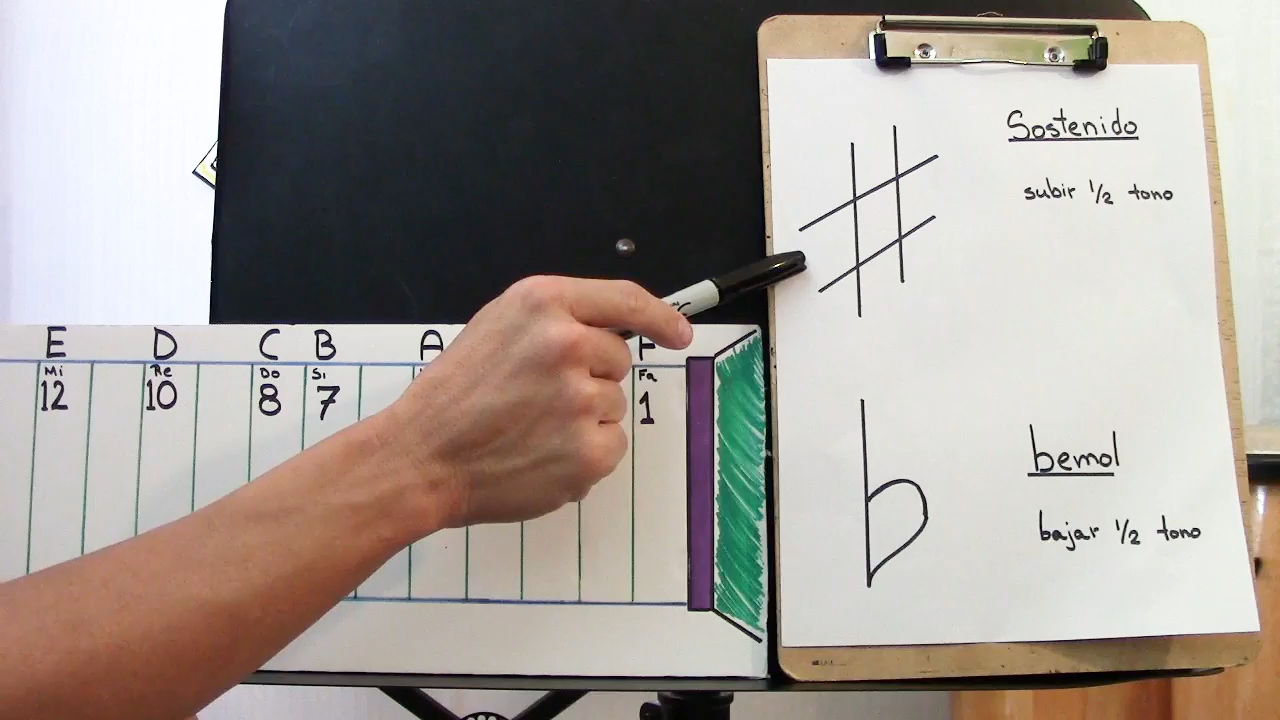 E D C B A F
Mi Re Do Si Fa
12 10 8 7 1
Sostenido
subir 1/2 tono
bemol
bajar 1/2 tono